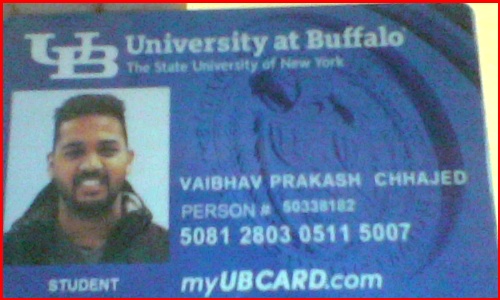 UB University at Buffalo
The State University of New York
VAIBHAV PRAKASH CHHAJED
PERSON # 50338182
5081 2803 0511 5007
STUDENT
myUBCARD.com